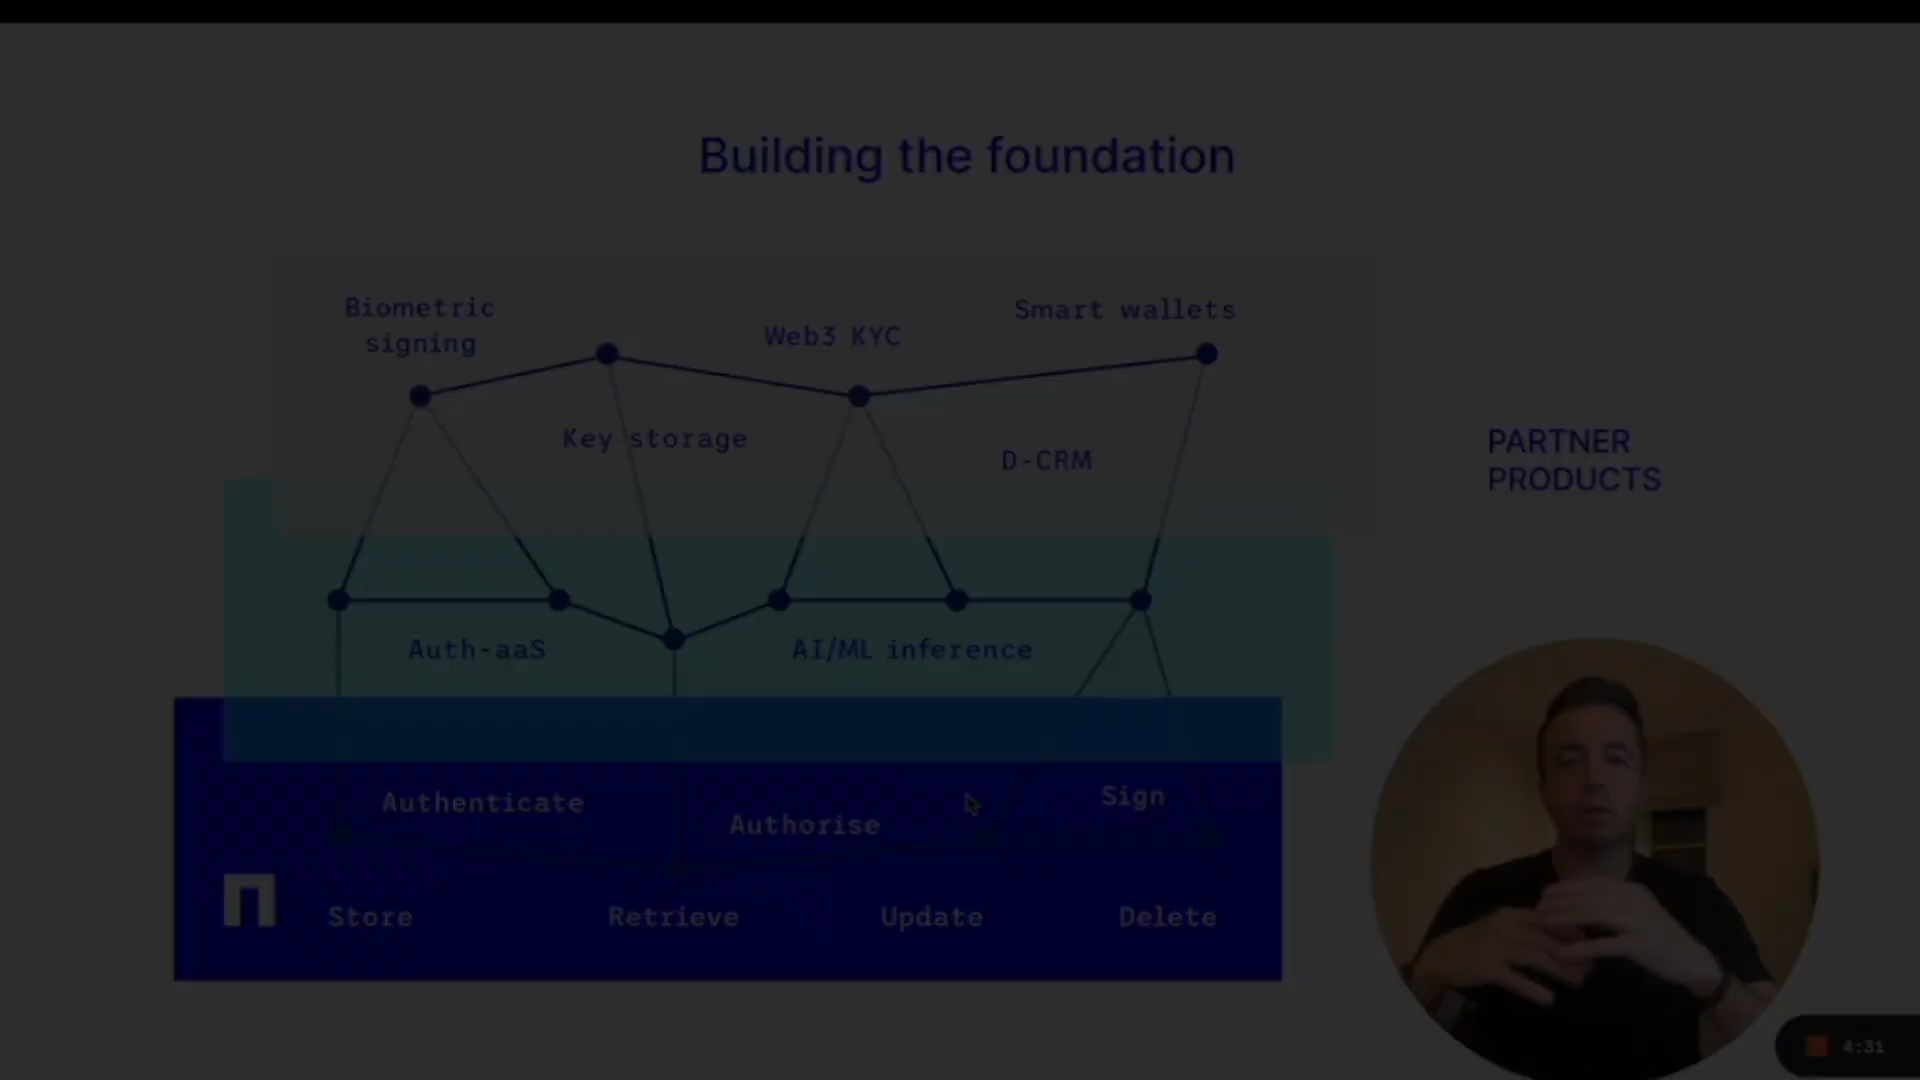 Building the foundation
Biometric
signing
Web3 KYC
Smart wallets
Key storage
D-CRM
PARTNER
PRODUCTS
Auth-aaS
AI/ML inference
Authenticate
Authorise
Sign
Store
Retrieve
Update
Delete
4:31